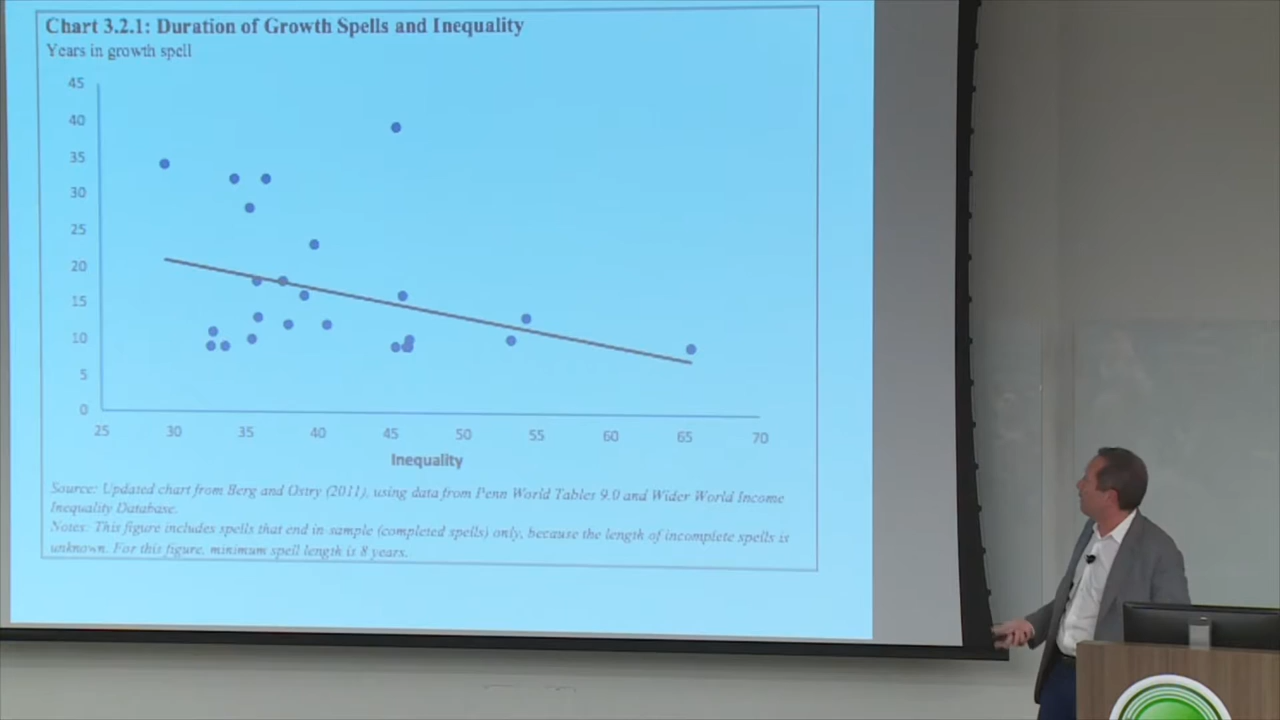 Chart 3.2.1: Duration of Growth Spells and Inequality
Years in growth spell
45
40
35
30
25
20
15
10
5
0
25 30 35 40 45 50 55 60 65 70
Inequality
Source: Updated chart from Berg and Ostry (2011), using data from Penn World Tables 9.0 and Wider World Income
Inequality Database.
Notes: This figure includes spells that end in-sample (completed spells) only, because the length of incomplete spells is
unknown. For this figure, minimum spell length is 8 years.